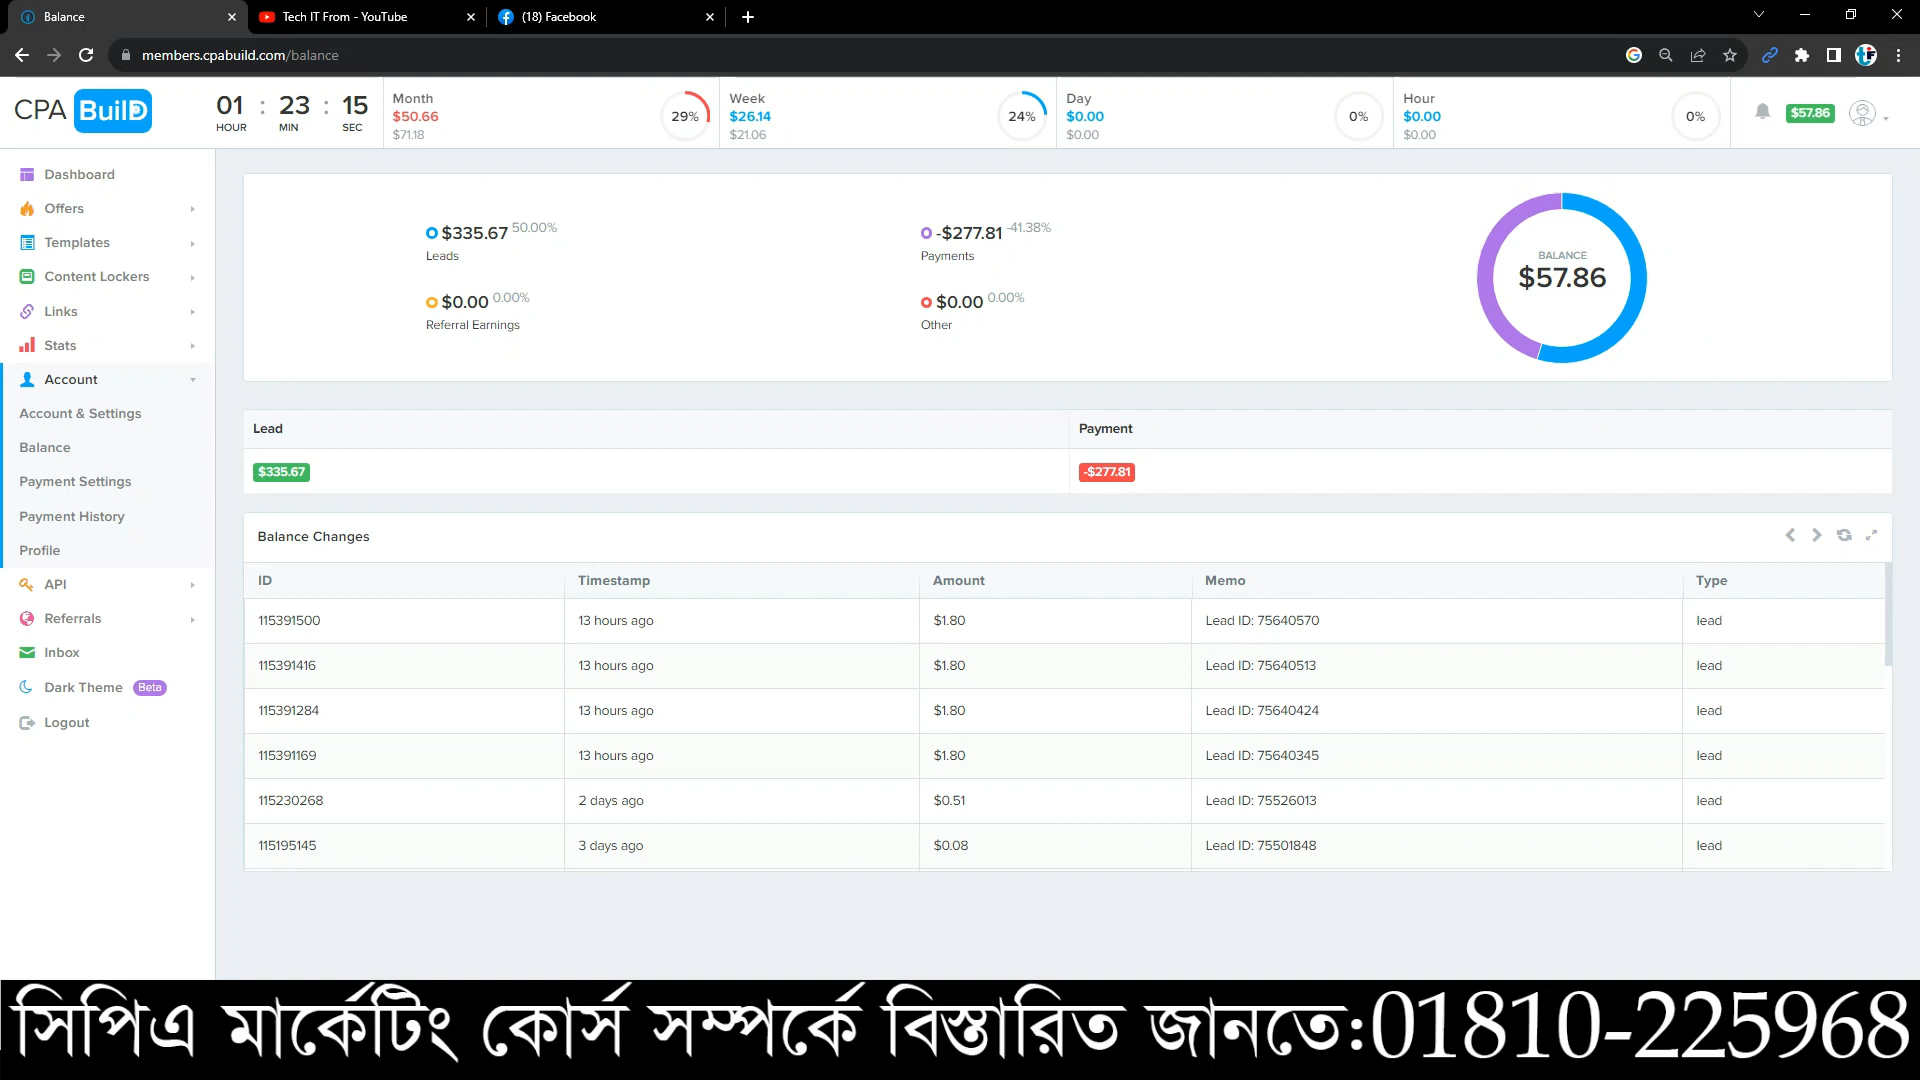 Balance
Tech IT From - YouTube
(18) Facebook
members.cpabuild.com/balance
CPA BuilD
01 : 23 : 15
HOUR MIN SEC
Month
$50.66
$71.18
29%
Week
$26.14
$21.06
24%
Day
$0.00
$0.00
0%
Hour
$0.00
$0.00
0%
$57.86
Dashboard
Offers
Templates
Content Lockers
Links
Stats
Account
Account & Settings
Balance
Payment Settings
Payment History
Profile
API
Referrals
Inbox
Dark Theme Beta
Logout
$335.67 50.00%
Leads
-$277.81 -41.38%
Payments
$0.00 0.00%
Referral Earnings
$0.00 0.00%
Other
BALANCE
$57.86
Lead Payment
$335.67 -$277.81
Balance Changes
ID Timestamp Amount Memo Type
115391500 13 hours ago $1.80 Lead ID: 75640570 lead
115391416 13 hours ago $1.80 Lead ID: 75640513 lead
115391284 13 hours ago $1.80 Lead ID: 75640424 lead
115391169 13 hours ago $1.80 Lead ID: 75640345 lead
115230268 2 days ago $0.51 Lead ID: 75526013 lead
115195145 3 days ago $0.08 Lead ID: 75501848 lead
সিপিএ মার্কেটিং কোর্স সম্পর্কে বিস্তারিত জানতে:01810-225968